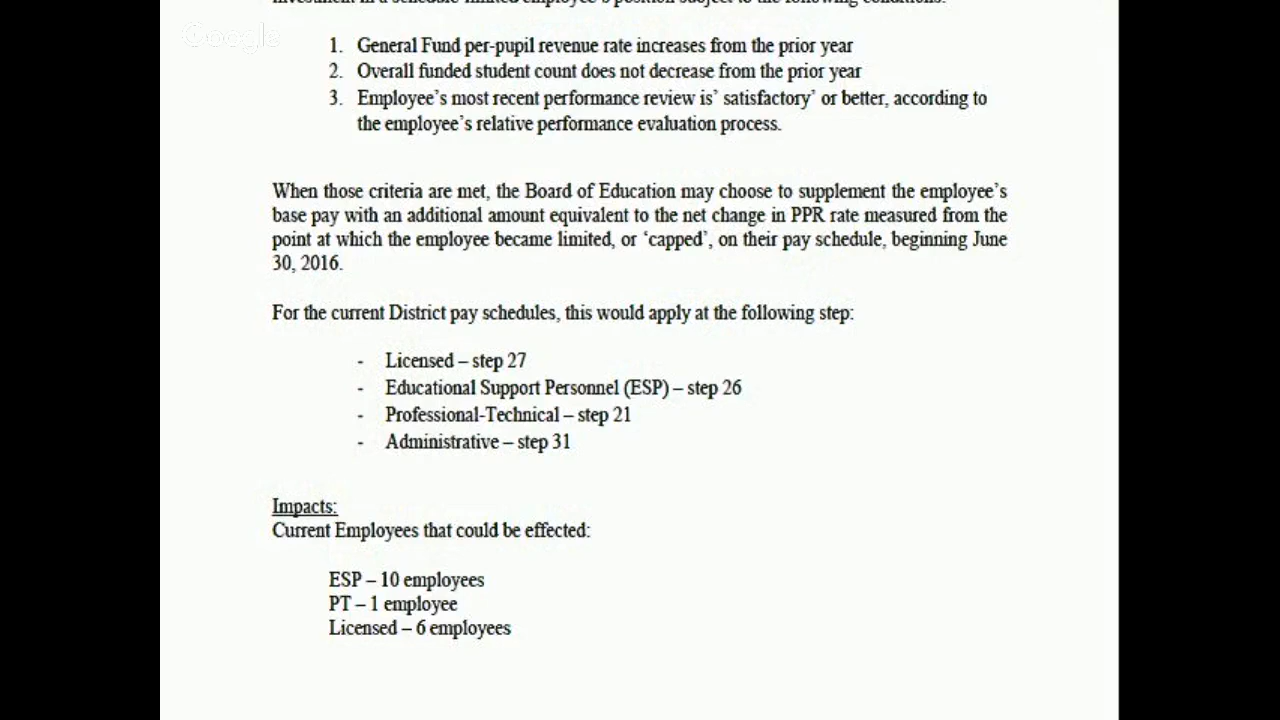 Google
1. General Fund per-pupil revenue rate increases from the prior year
2. Overall funded student count does not decrease from the prior year
3. Employee's most recent performance review is' satisfactory' or better, according to
the employee's relative performance evaluation process.
When those criteria are met, the Board of Education may choose to supplement the employee's
base pay with an additional amount equivalent to the net change in PPR rate measured from the
point at which the employee became limited, or 'capped', on their pay schedule, beginning June
30, 2016.
For the current District pay schedules, this would apply at the following step:
- Licensed – step 27
- Educational Support Personnel (ESP) – step 26
- Professional-Technical – step 21
- Administrative – step 31
Impacts:
Current Employees that could be effected:
ESP – 10 employees
PT – 1 employee
Licensed – 6 employees